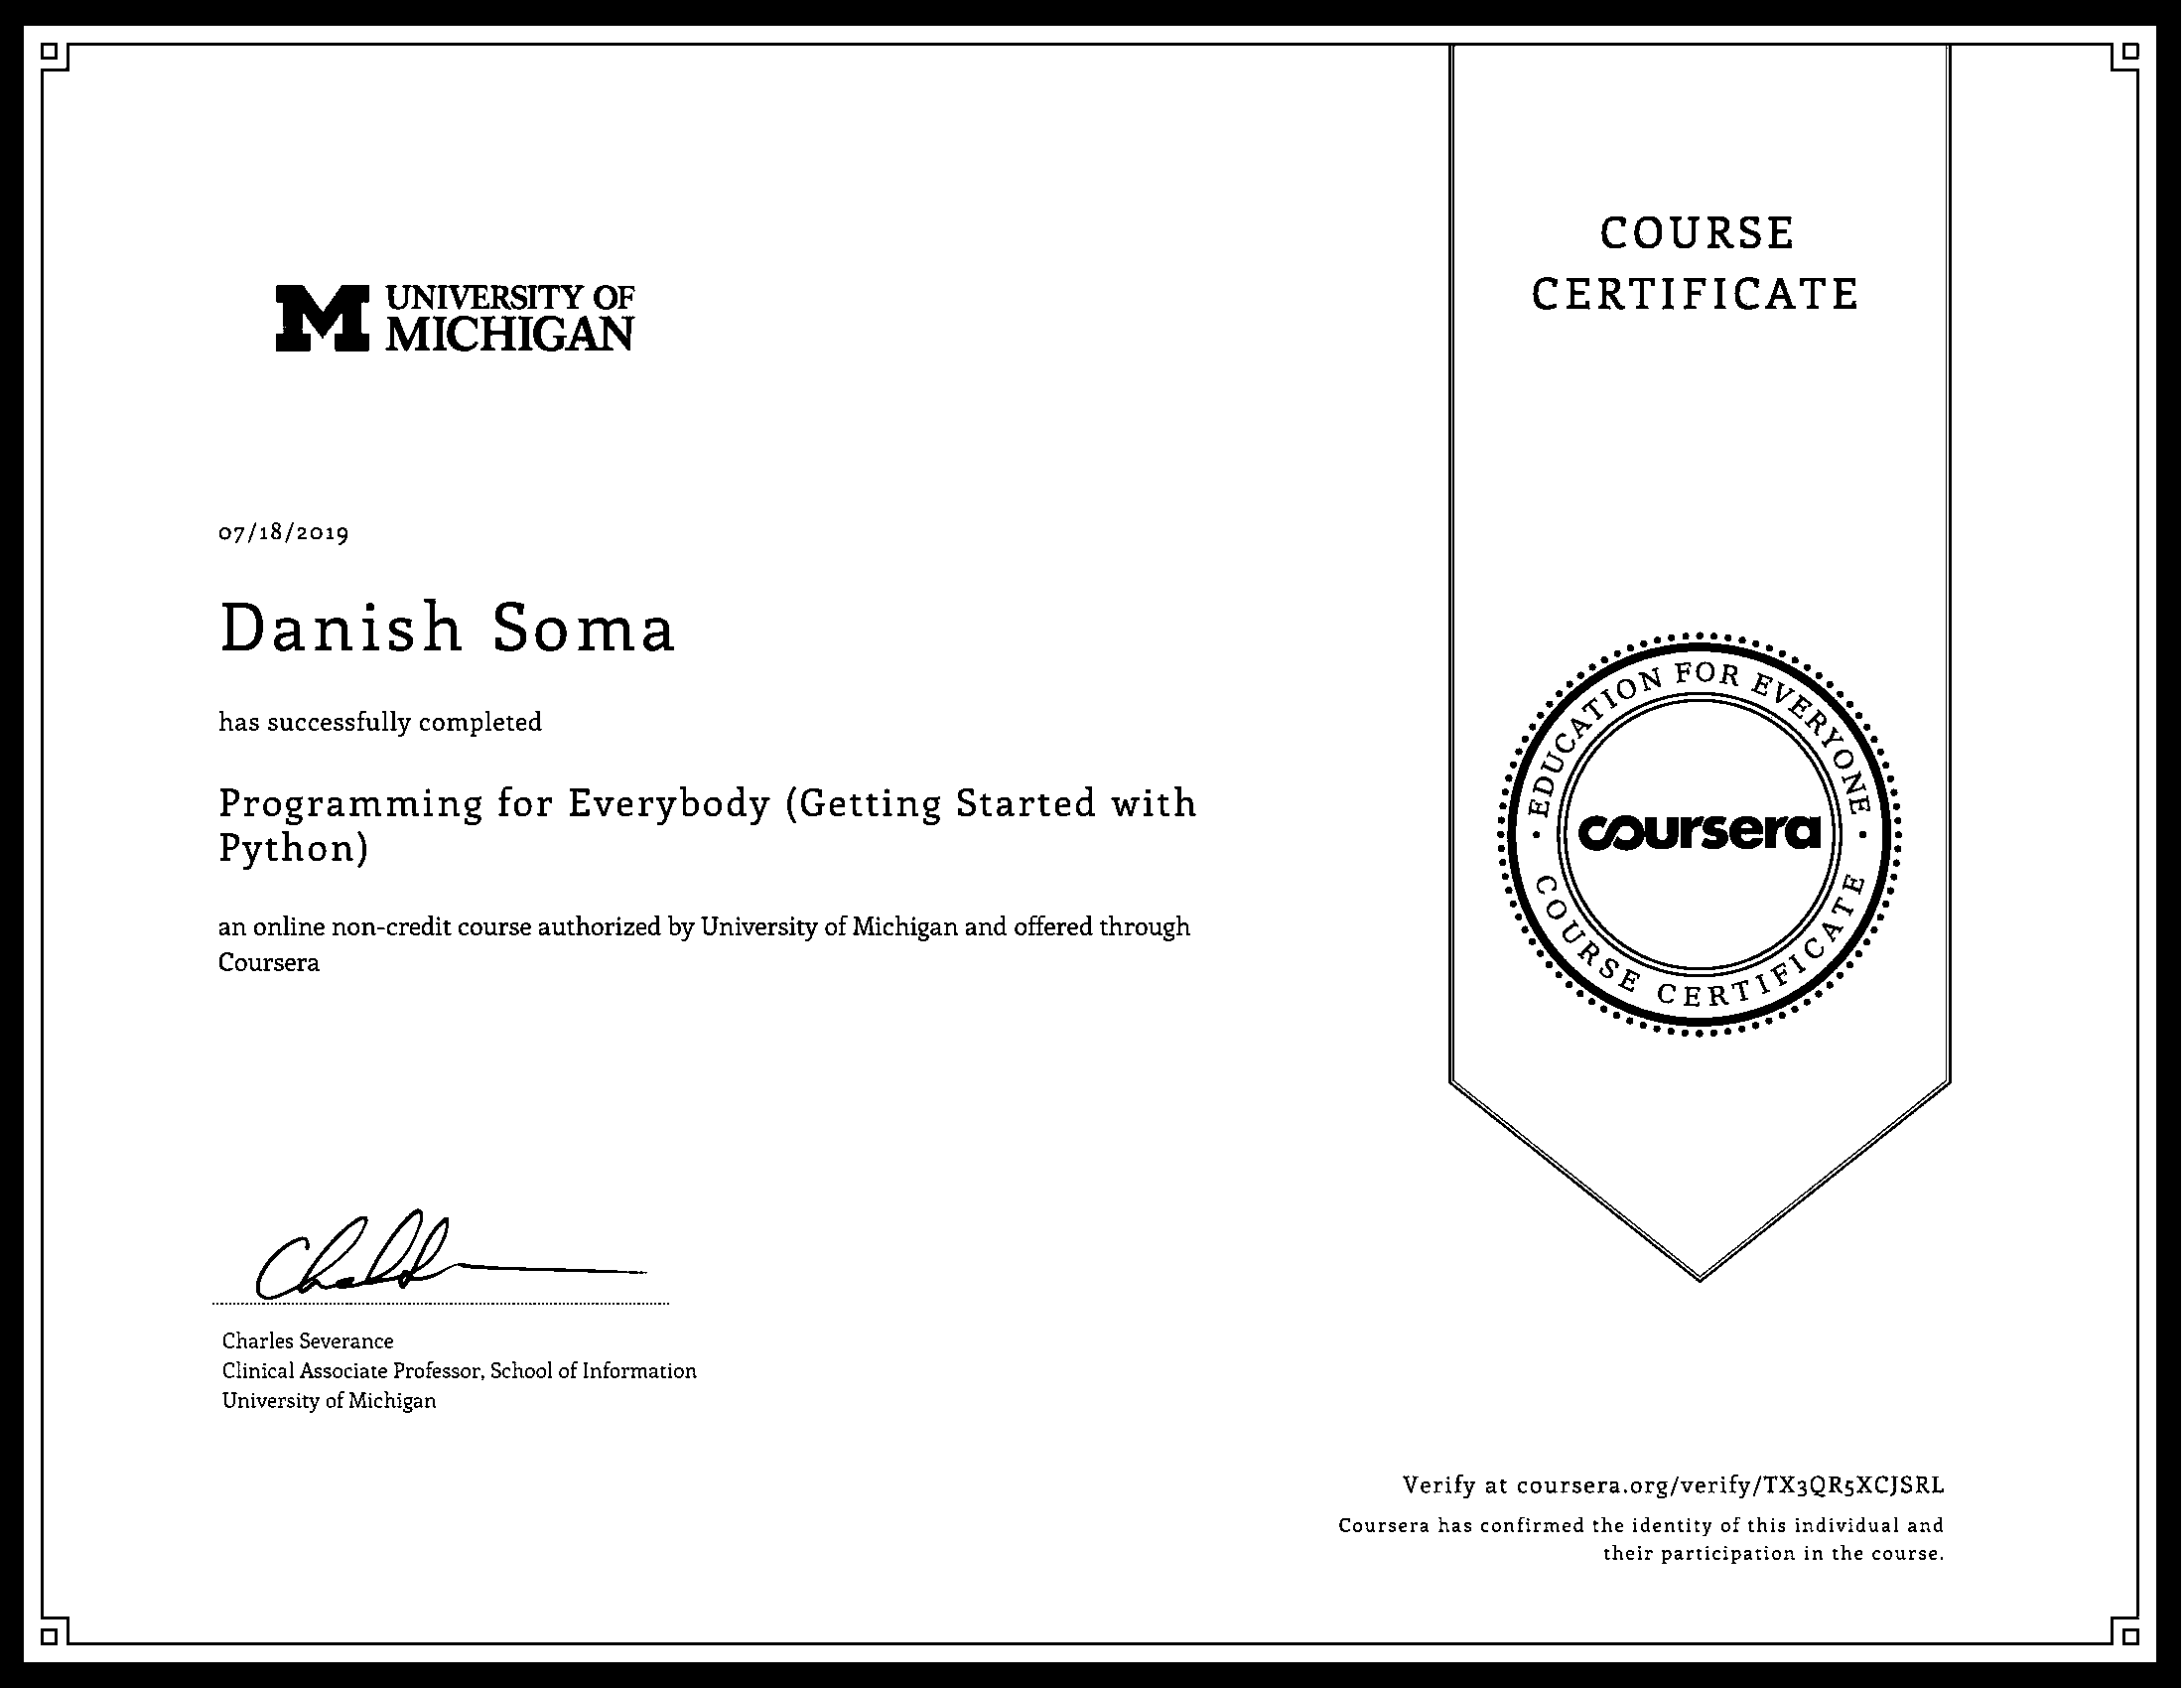 UNIVERSITY OF
MICHIGAN
COURSE
CERTIFICATE
07/18/2019
Danish Soma
has successfully completed
Programming for Everybody (Getting Started with
Python)
an online non-credit course authorized by University of Michigan and offered through
Coursera
EDUCATION FOR EVERYONE
coursera
COURSE CERTIFICATE
Charles Severance
Clinical Associate Professor, School of Information
University of Michigan
Verify at coursera.org/verify/TX3QR5XCJSRL
Coursera has confirmed the identity of this individual and
their participation in the course.